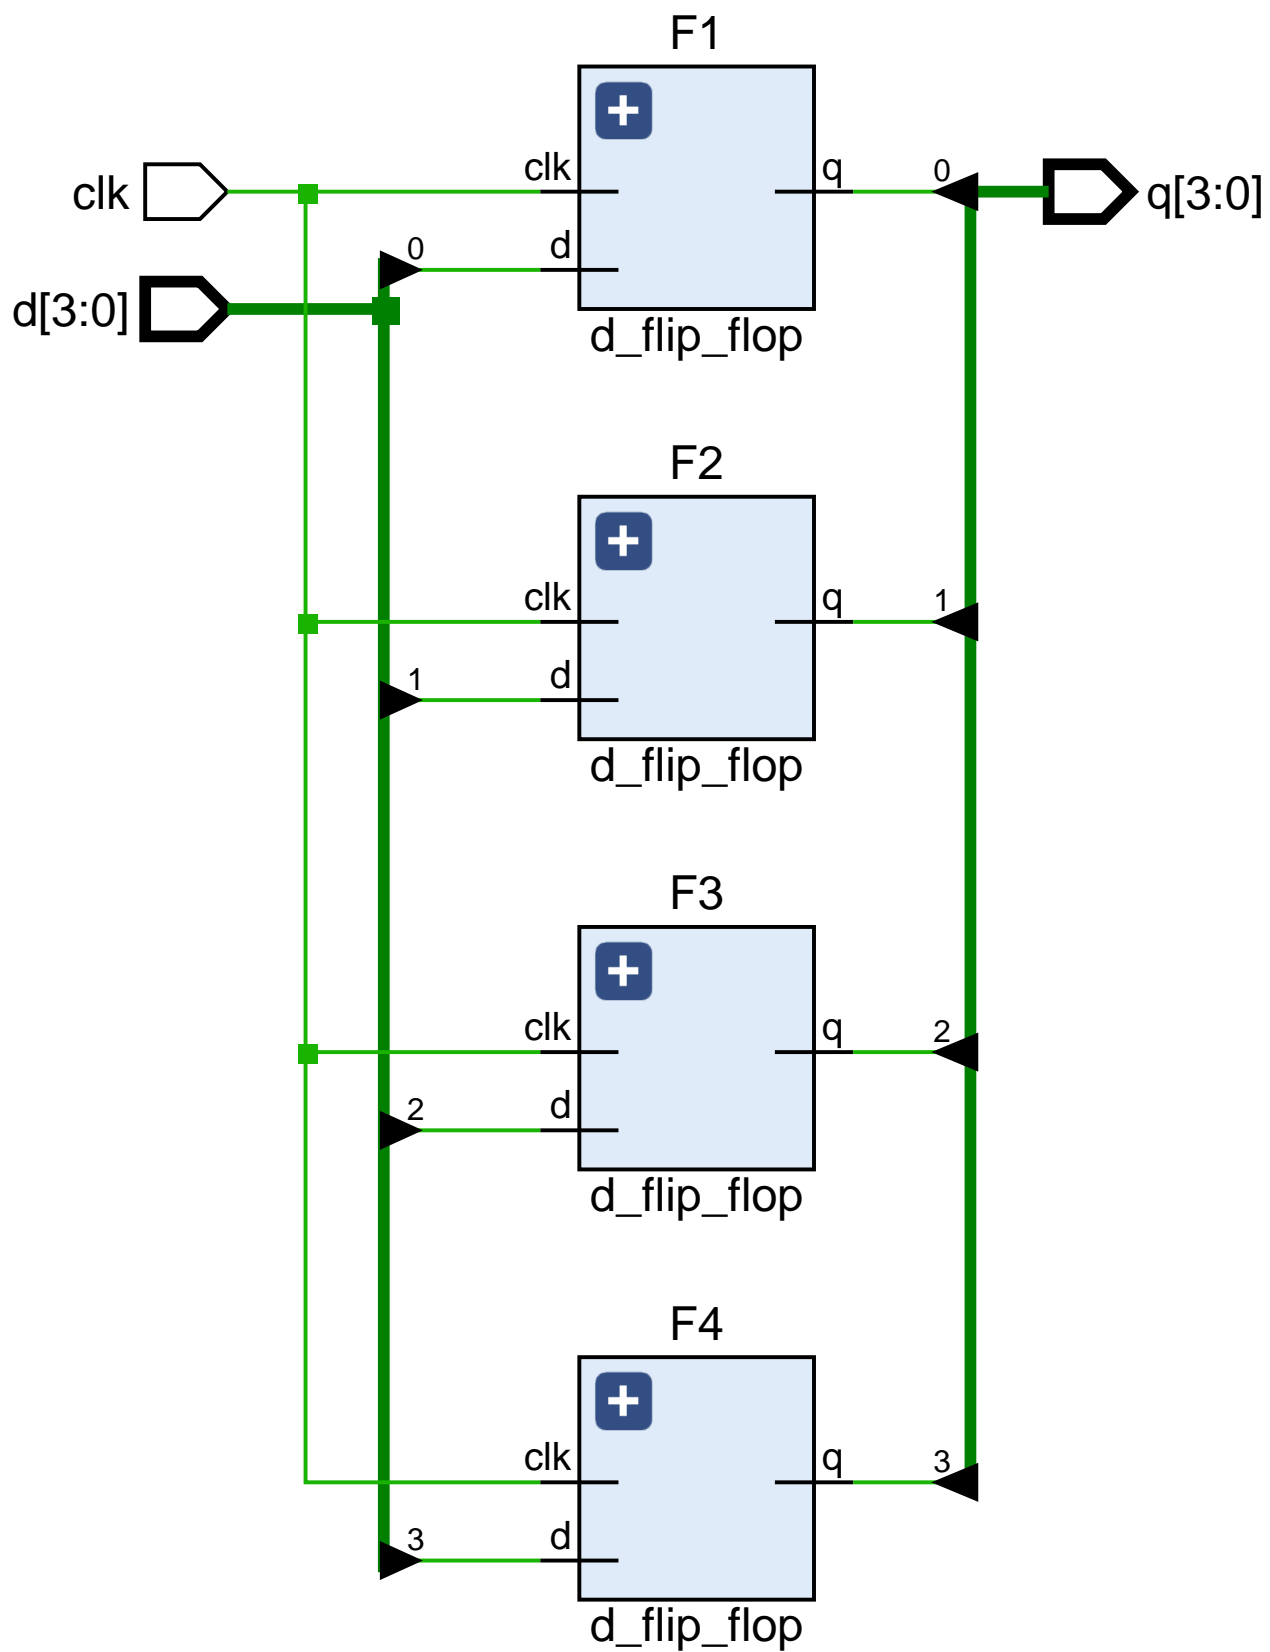 F1
clk
clk
q
0
q[3:0]
0
d
d[3:0]
d_flip_flop
F2
clk
q
1
1
d
d_flip_flop
F3
clk
q
2
2
d
d_flip_flop
F4
clk
q
3
3
d
d_flip_flop